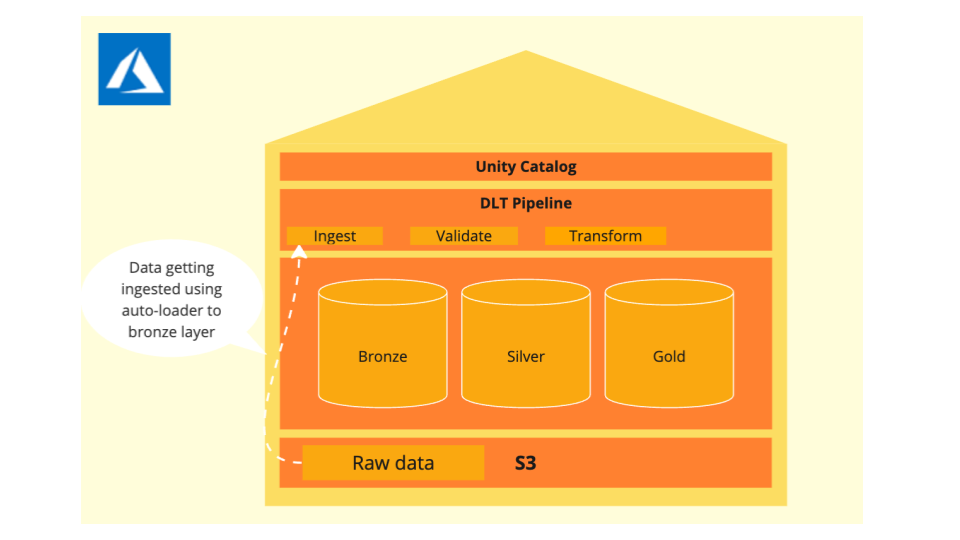 Unity Catalog
DLT Pipeline
Ingest
Validate
Transform
Data getting
ingested using
auto-loader to
bronze layer
Bronze
Silver
Gold
Raw data
S3